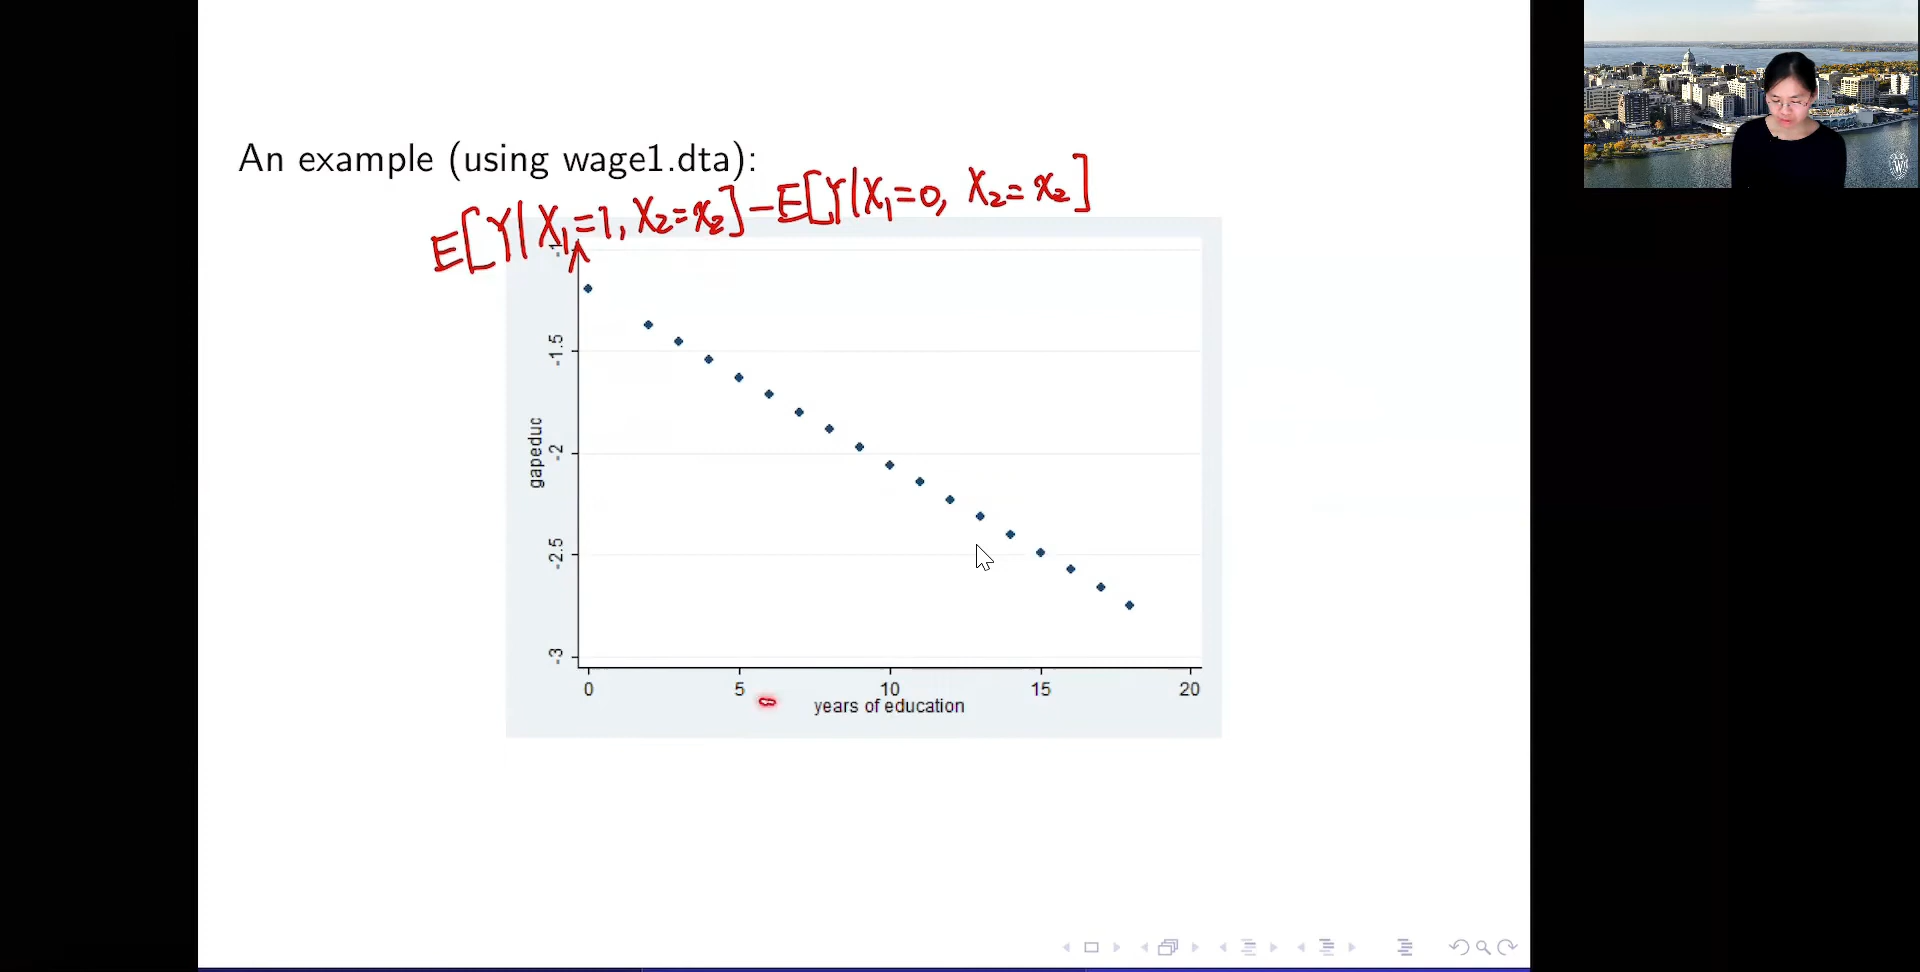 An example (using wage1.dta):
E[Y|X₁=1, X₂=x₂]-E[Y|X₁=0, X₂=x₂]
-1
-1.5
-2
-2.5
-3
gapeduc
0 5 10 15 20
years of education
W